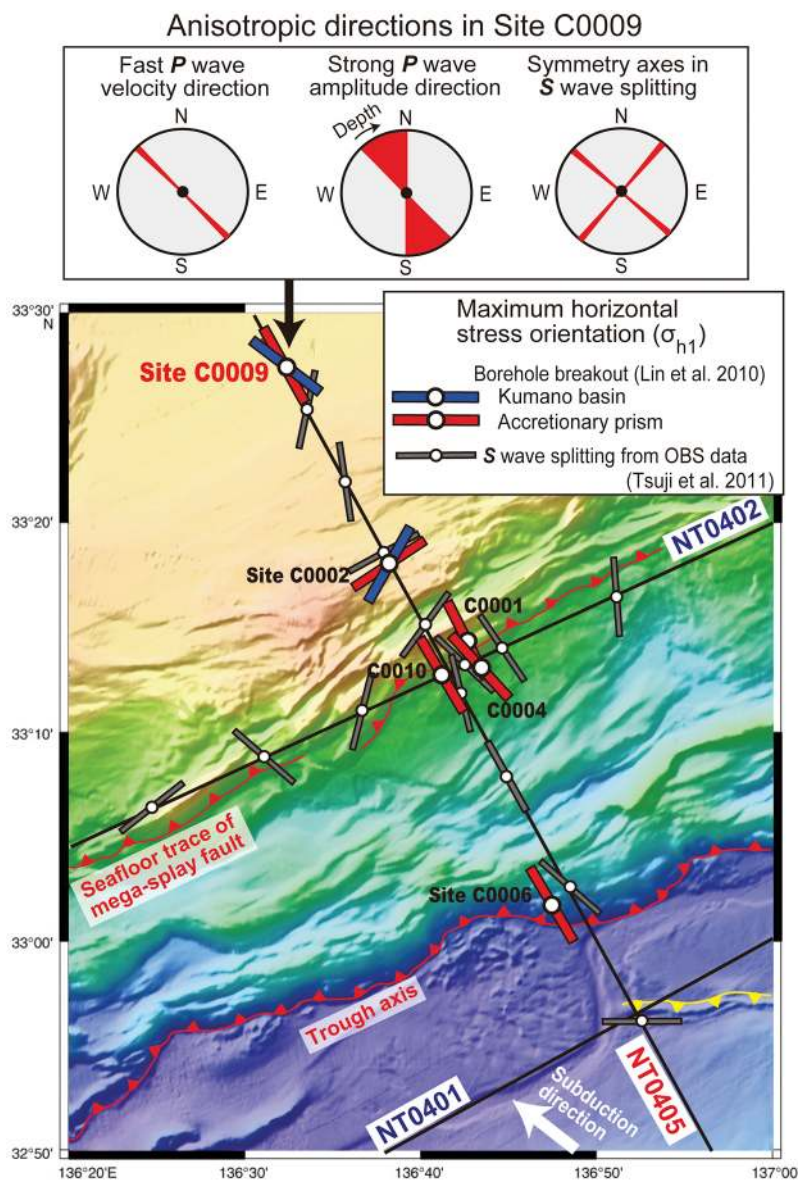 Anisotropic directions in Site C0009
Fast P wave
velocity direction
Strong P wave
amplitude direction
Symmetry axes in
S wave splitting
N
W
E
S
Depth
N
W
E
S
N
W
E
S
33°30'
N
Maximum horizontal
stress orientation (σh1)
Borehole breakout (Lin et al. 2010)
Kumano basin
Accretionary prism
S wave splitting from OBS data
(Tsuji et al. 2011)
Site C0009
33°20'
NT0402
Site C0002
C0001
C0010
C0004
33°10'
Seafloor trace of
mega-splay fault
Site C0006
33°00'
Trough axis
NT0401
Subduction
direction
NT0405
32°50'
136°20'
136°30'
136°40'
136°50'
137°00'